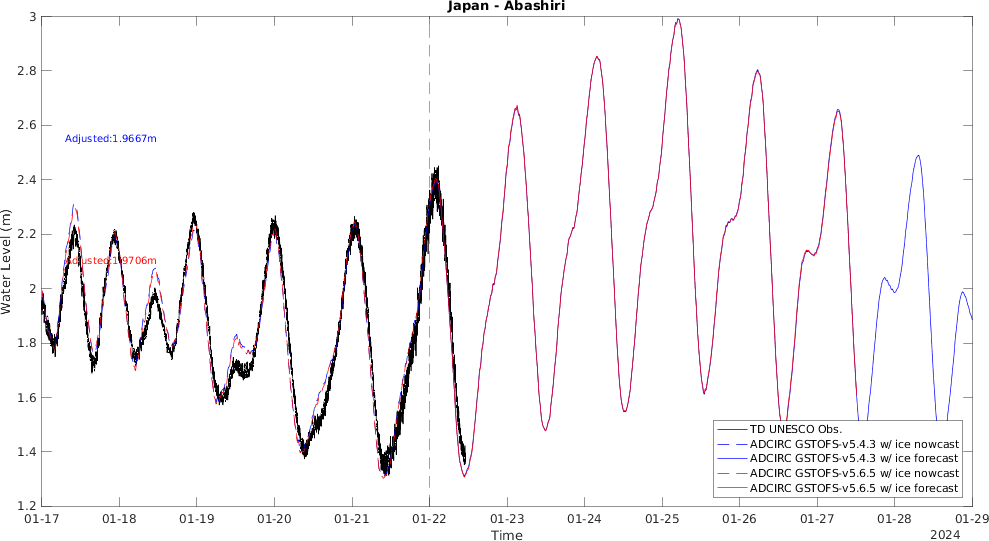 Japan - Abashiri
3
2.8
2.6
2.4
2.2
2
1.8
1.6
1.4
1.2
Water Level (m)
Adjusted:1.9667m
Adjusted:1.9706m
TD UNESCO Obs.
ADCIRC GSTOFS-v5.4.3 w/ ice nowcast
ADCIRC GSTOFS-v5.4.3 w/ ice forecast
ADCIRC GSTOFS-v5.6.5 w/ ice nowcast
ADCIRC GSTOFS-v5.6.5 w/ ice forecast
01-17 01-18 01-19 01-20 01-21 01-22 01-23 01-24 01-25 01-26 01-27 01-28 01-29
Time
2024